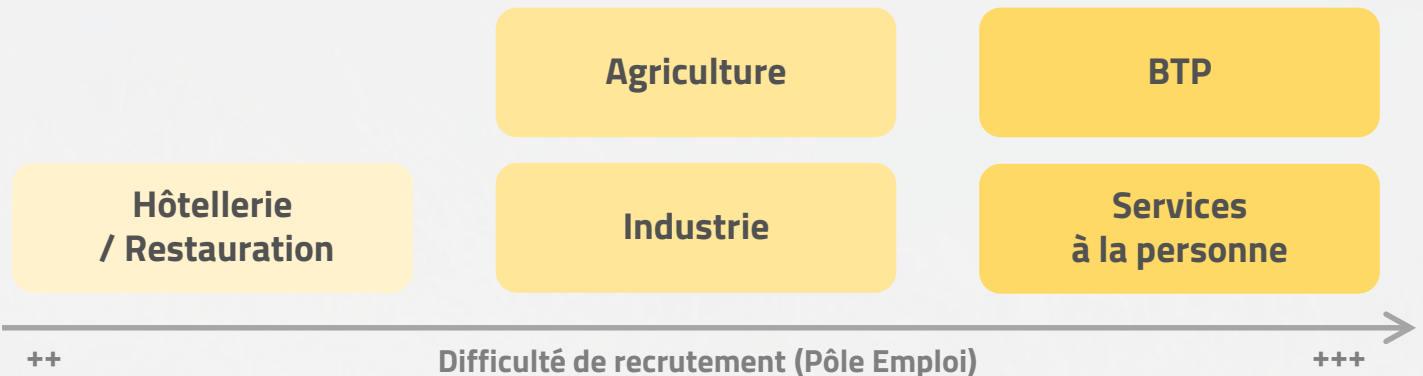 Agriculture
BTP
Hôtellerie
/ Restauration
Industrie
Services
à la personne
++
Difficulté de recrutement (Pôle Emploi)
+++